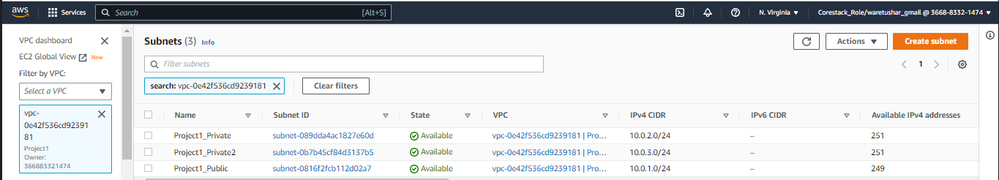 aws Services Search [Alt+S] N. Virginia Corestack_Role/waretushar_gmail @ 3668-8332-1474
VPC dashboard
EC2 Global View New
Filter by VPC:
Select a VPC
vpc-
0e42f536cd92391
81
Project1
Owner:
366883321474
Subnets (3) Info
Actions Create subnet
Filter subnets
1
search: vpc-0e42f536cd9239181 Clear filters
Name Subnet ID State VPC IPv4 CIDR IPv6 CIDR Available IPv4 addresses
Project1_Private subnet-089dda4ac1827e60d Available vpc-0e42f536cd9239181 | Pro... 10.0.2.0/24 – 251
Project1_Private2 subnet-0b7b45cf84d3137b5 Available vpc-0e42f536cd9239181 | Pro... 10.0.3.0/24 – 251
Project1_Public subnet-0816f2fcb112d02a7 Available vpc-0e42f536cd9239181 | Pro... 10.0.1.0/24 – 249